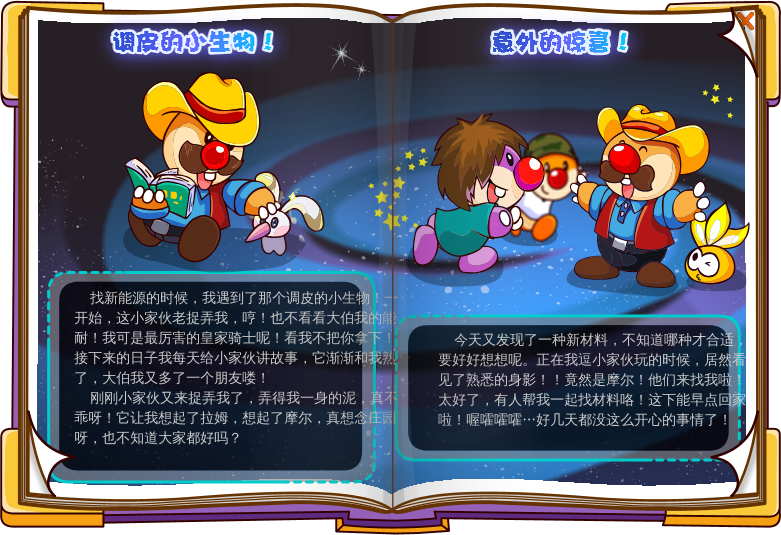 调皮的小生物！
找新能源的时候，我遇到了那个调皮的小生物！一
开始，这小家伙老捉弄我，哼！也不看看大伯我的能
耐！我可是最厉害的皇家骑士呢！看我不把你拿下！
接下来的日子我每天给小家伙讲故事，它渐渐和我熟
了，大伯我又多了一个朋友喽！
刚刚小家伙又来捉弄我了，弄得我一身的泥，真不
乖呀！它让我想起了拉姆，想起了摩尔，真想念庄园
呀，也不知道大家都好吗？
意外的惊喜！
今天又发现了一种新材料，不知道哪种才合适，
要好好想想呢。正在我逗小家伙玩的时候，居然看
见了熟悉的身影！！竟然是摩尔！他们来找我啦！
太好了，有人帮我一起找材料咯！这下能早点回家
啦！喔嚯嚯嚯…好几天都没这么开心的事情了！